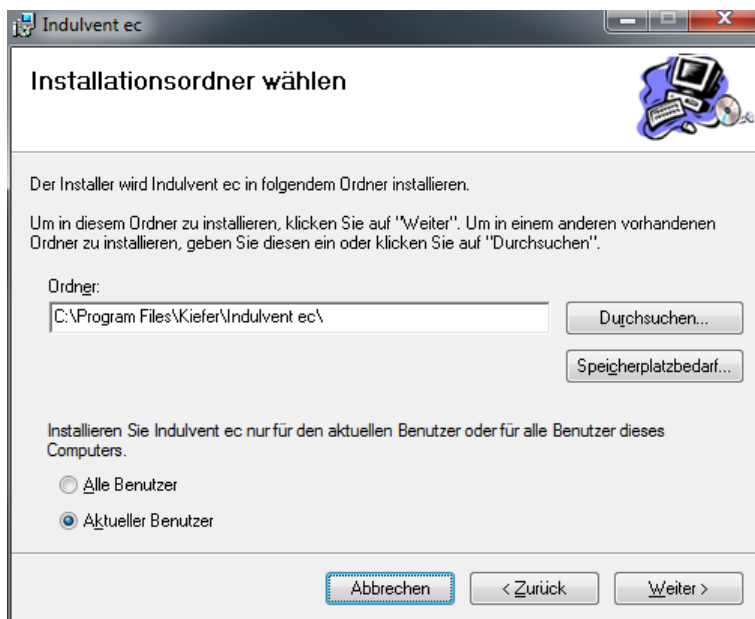 Indulvent ec
Installationsordner wählen
Der Installer wird Indulvent ec in folgendem Ordner installieren.
Um in diesem Ordner zu installieren, klicken Sie auf "Weiter". Um in einem anderen vorhandenen
Ordner zu installieren, geben Sie diesen ein oder klicken Sie auf "Durchsuchen".
Ordner:
C:\Program Files\Kiefer\Indulvent ec\
Durchsuchen...
Speicherplatzbedarf...
Installieren Sie Indulvent ec nur für den aktuellen Benutzer oder für alle Benutzer dieses
Computers.
Alle Benutzer
Aktueller Benutzer
Abbrechen
< Zurück
Weiter >